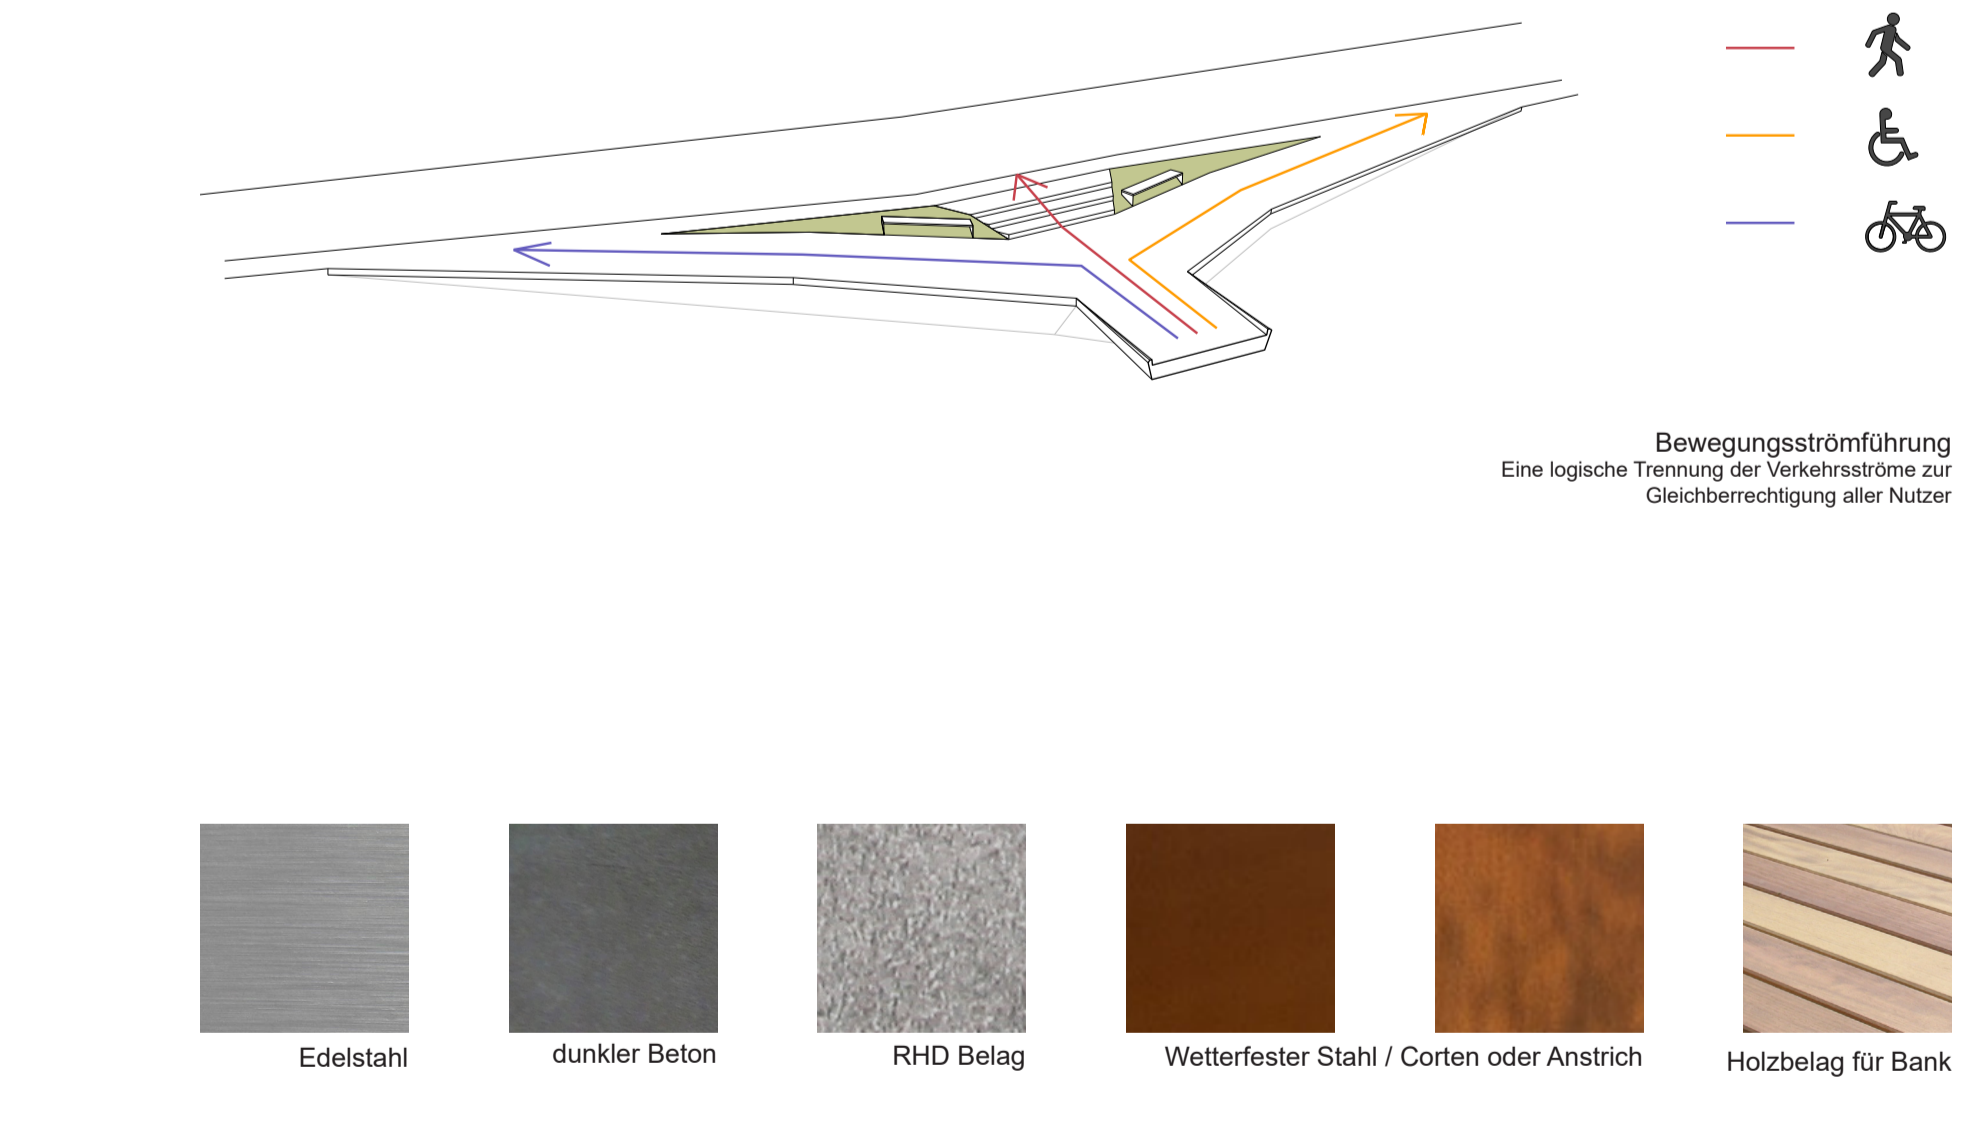 Bewegungsströmführung
Eine logische Trennung der Verkehrsströme zur
Gleichberrechtigung aller Nutzer
Edelstahl
dunkler Beton
RHD Belag
Wetterfester Stahl / Corten oder Anstrich
Holzbelag für Bank